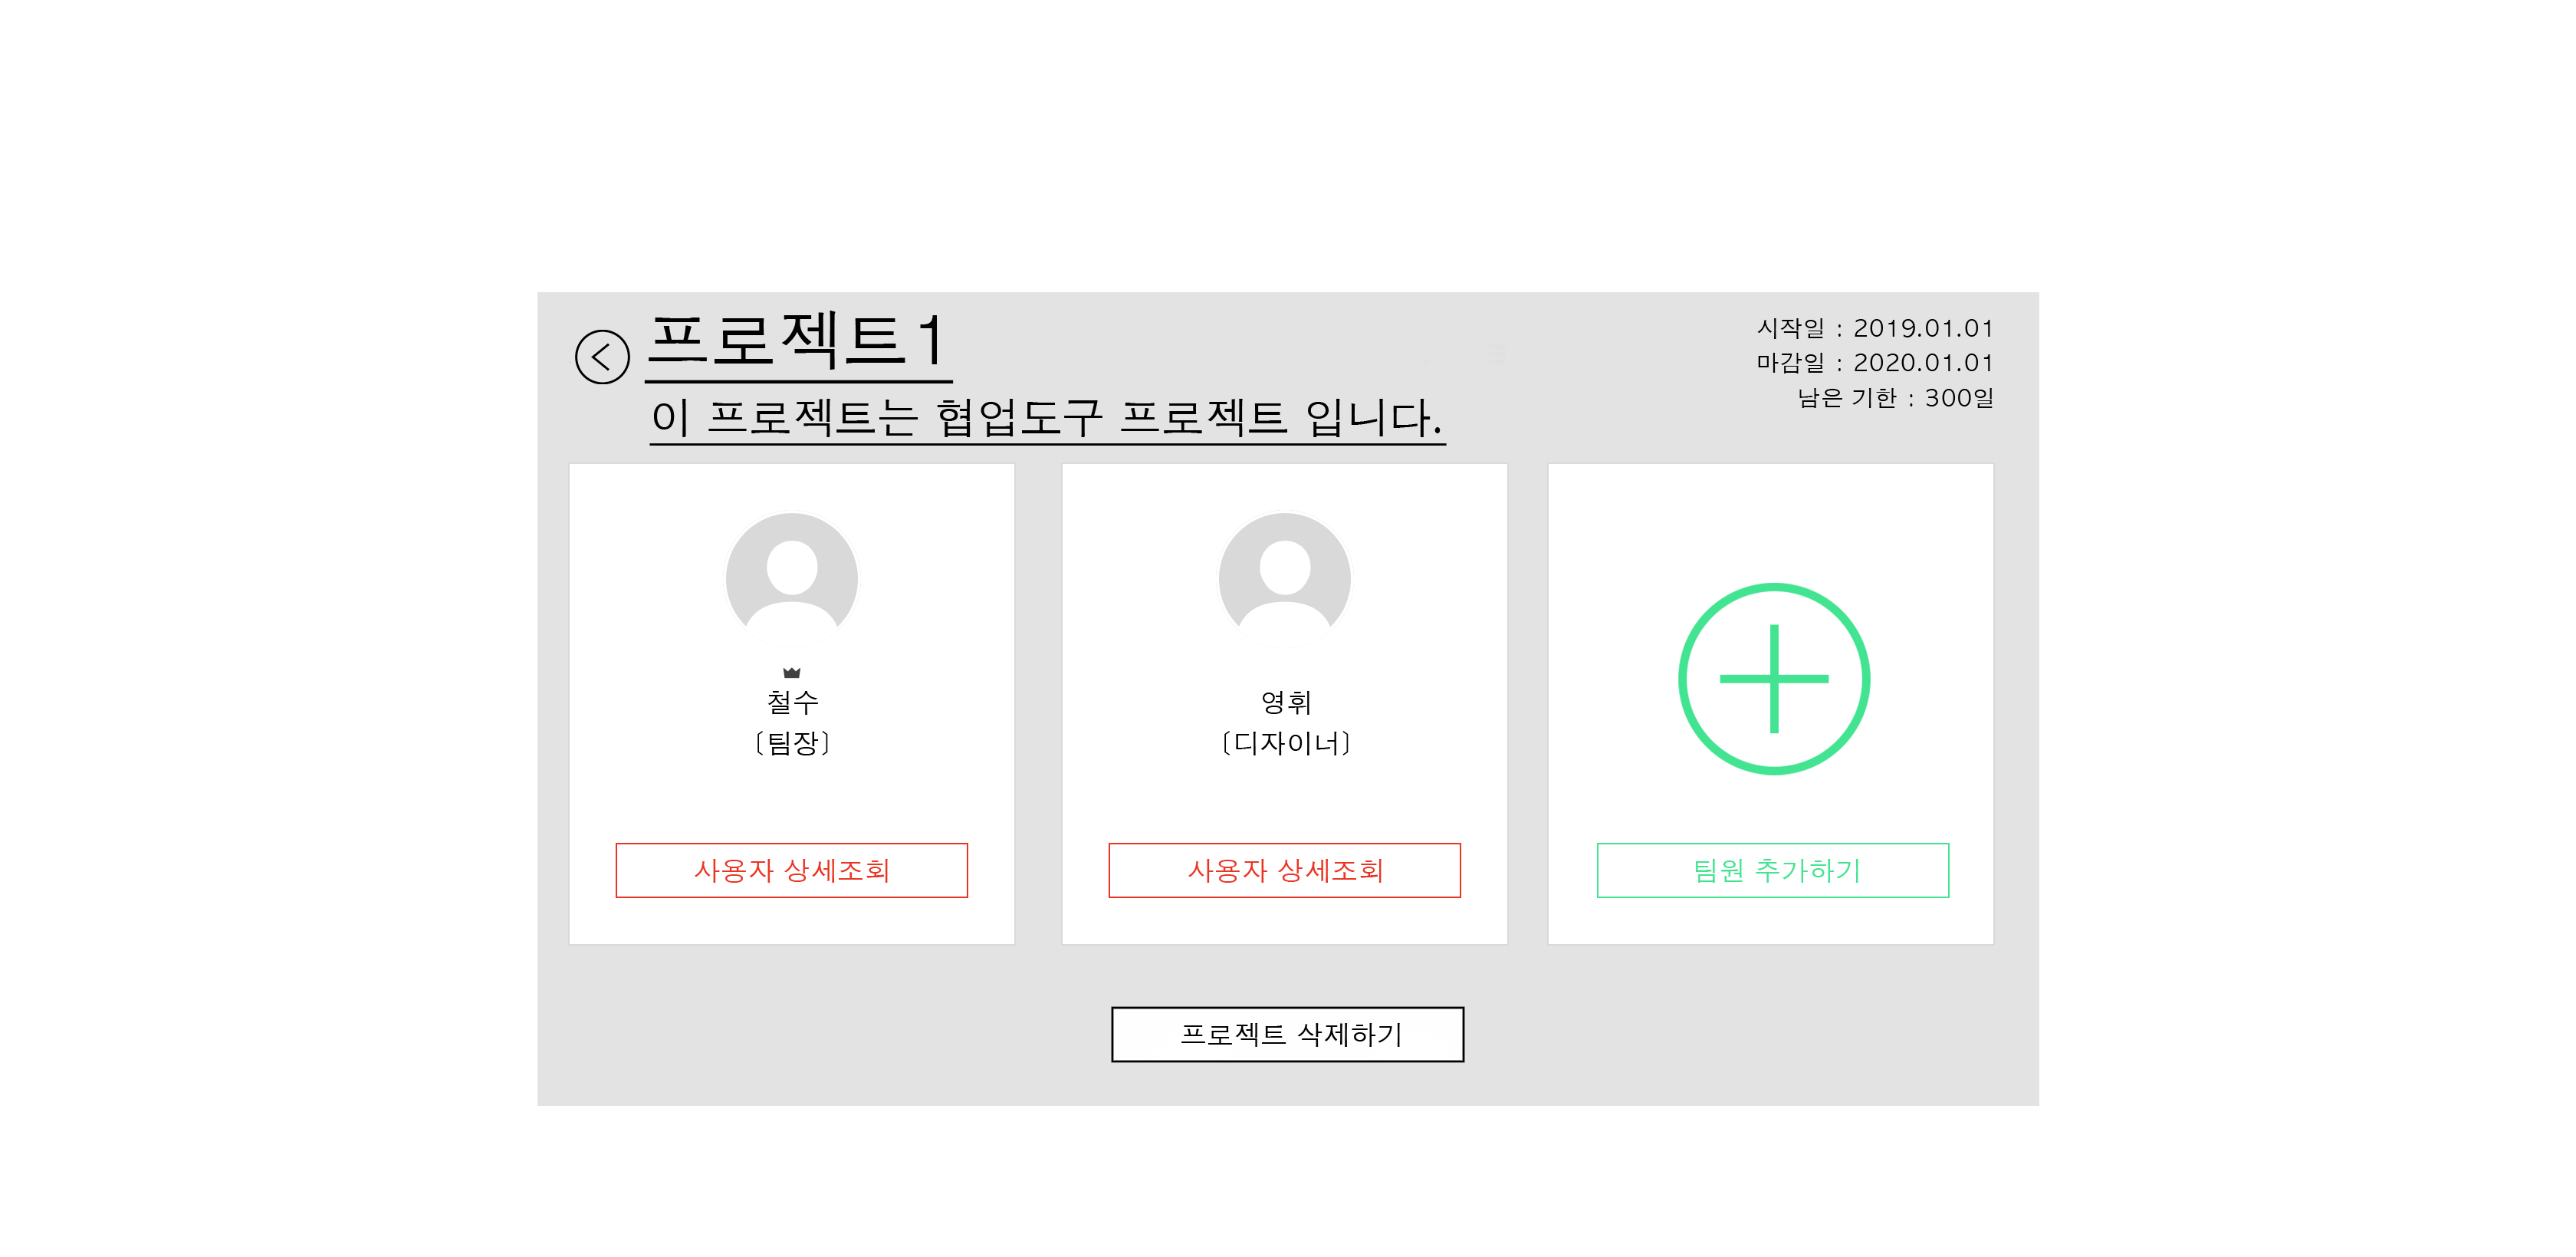 프로젝트1
이 프로젝트는 협업도구 프로젝트 입니다.
시작일 : 2019.01.01
마감일 : 2020.01.01
남은 기한 : 300일
철수
(팀장)
사용자 상세조회
영휘
(디자이너)
사용자 상세조회
팀원 추가하기
프로젝트 삭제하기